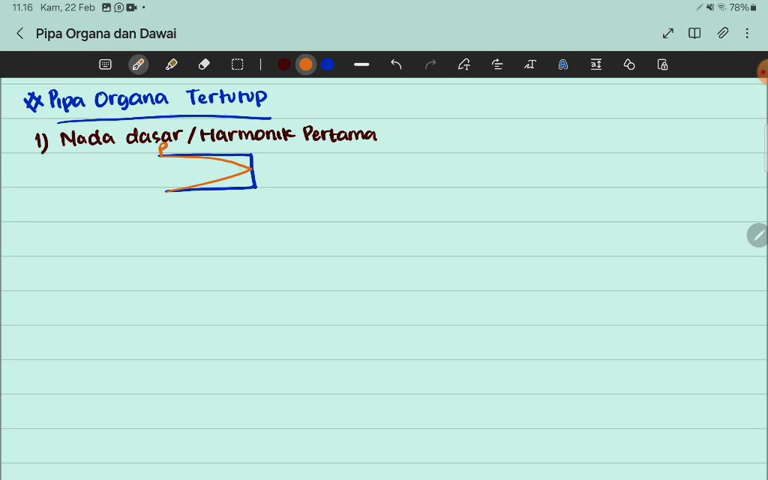 11.16 Kam, 22 Feb
78%
Pipa Organa dan Dawai
Pipa Organa Tertutup
1) Nada dasar / Harmonik Pertama
P